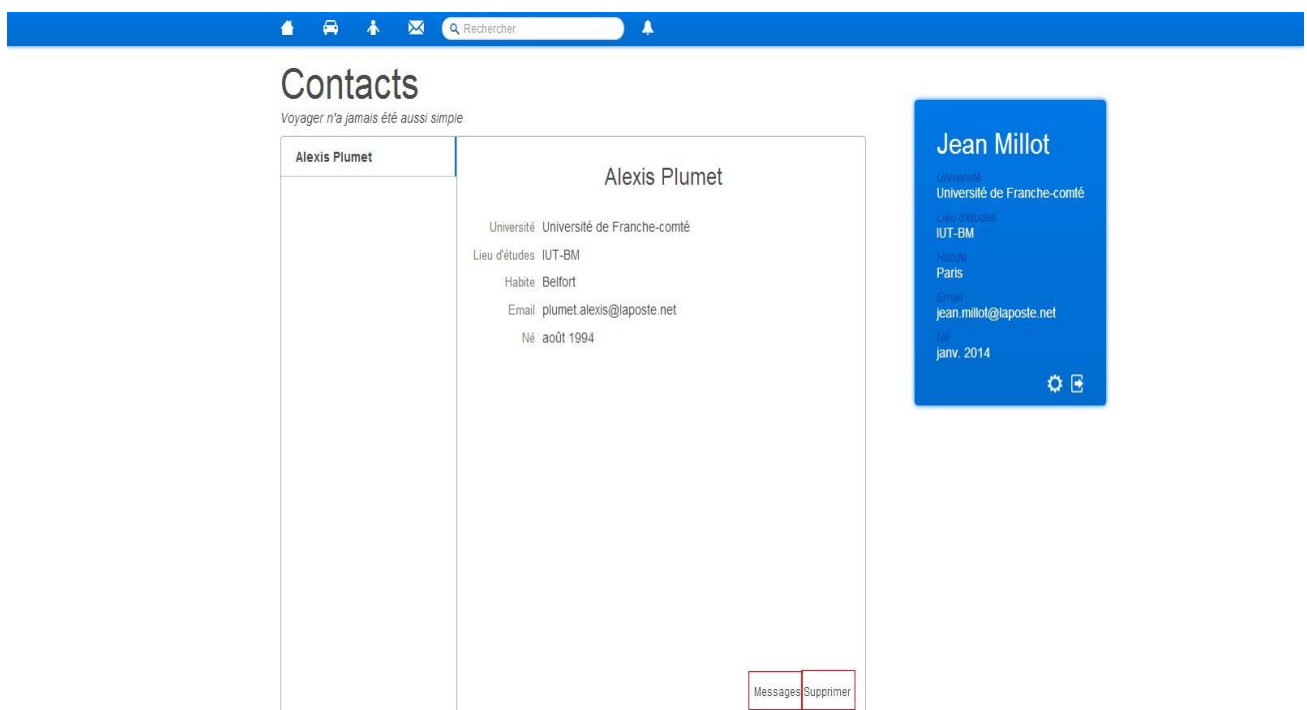 Rechercher
Contacts
Voyager n'a jamais été aussi simple
Alexis Plumet
Alexis Plumet
Université Université de Franche-comté
Lieu d'études IUT-BM
Habite Belfort
Email plumet.alexis@laposte.net
Né août 1994
Messages Supprimer
Jean Millot
Université
Université de Franche-comté
Lieu d'études
IUT-BM
Habite
Paris
Email
jean.millot@laposte.net
Né
janv. 2014